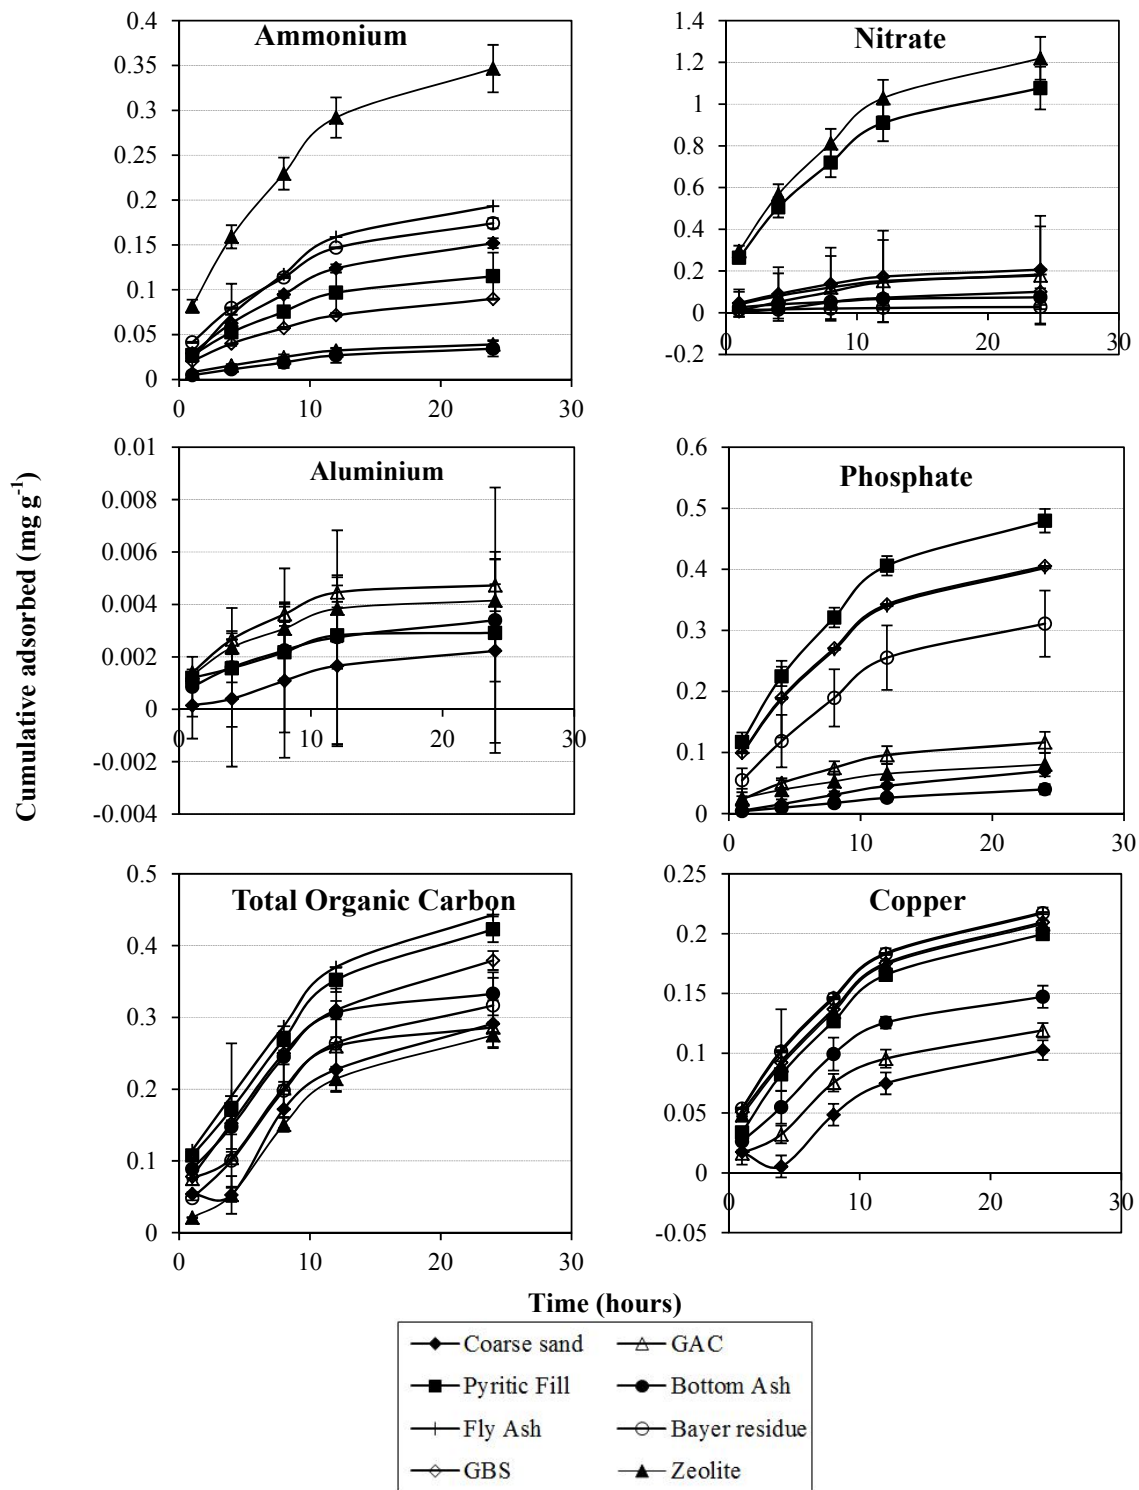 Ammonium
0.4
0.35
0.3
0.25
0.2
0.15
0.1
0.05
0
0 10 20 30
Nitrate
1.4
1.2
1
0.8
0.6
0.4
0.2
0
-0.2
0 10 20 30
Cumulative adsorbed (mg g-1)
Aluminium
0.01
0.008
0.006
0.004
0.002
0
-0.002
-0.004
0 10 20 30
Phosphate
0.6
0.5
0.4
0.3
0.2
0.1
0
0 10 20 30
Total Organic Carbon
0.5
0.4
0.3
0.2
0.1
0
0 10 20 30
Copper
0.25
0.2
0.15
0.1
0.05
0
-0.05
0 10 20 30
Time (hours)
Coarse sand GAC
Pyritic Fill Bottom Ash
Fly Ash Bayer residue
GBS Zeolite